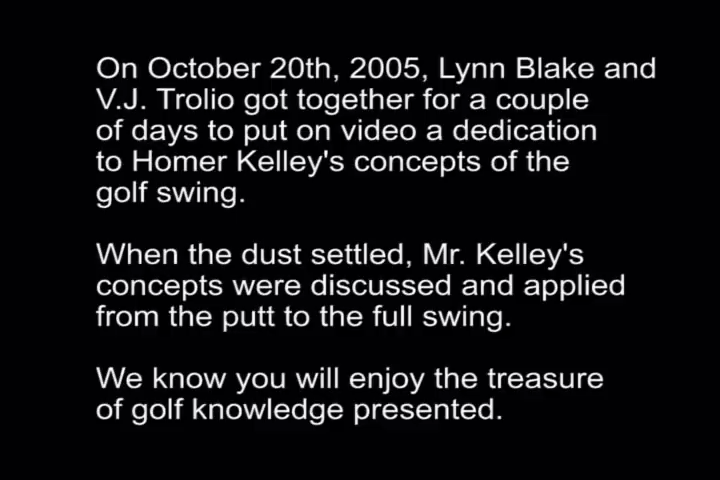 On October 20th, 2005, Lynn Blake and
V.J. Trolio got together for a couple
of days to put on video a dedication
to Homer Kelley's concepts of the
golf swing.
When the dust settled, Mr. Kelley's
concepts were discussed and applied
from the putt to the full swing.
We know you will enjoy the treasure
of golf knowledge presented.